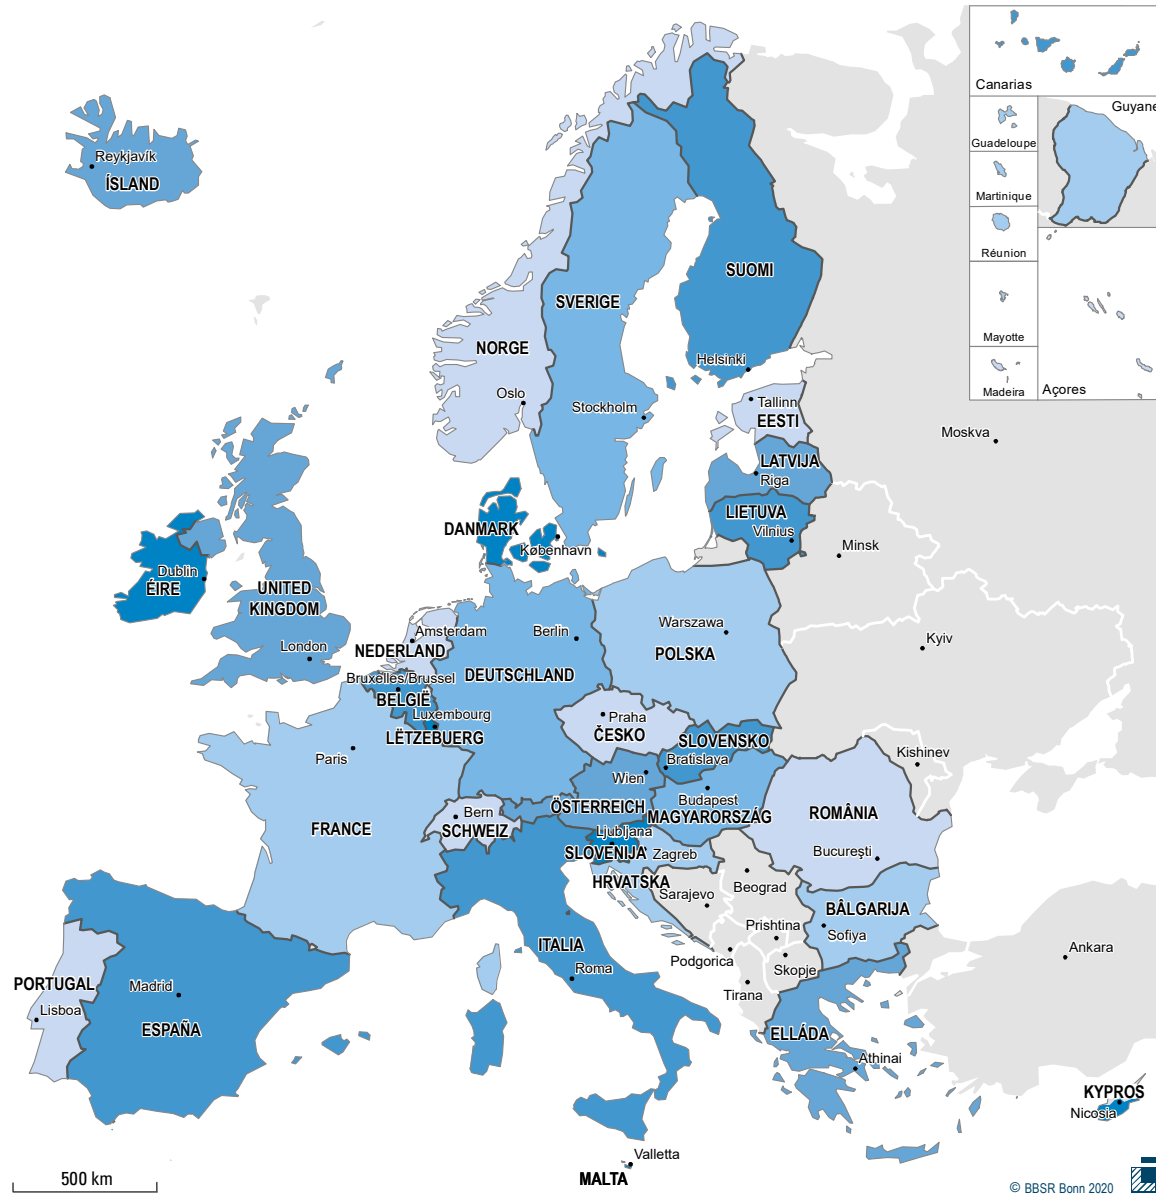 Canarias
Guyane
Guadeloupe
Martinique
Réunion
Mayotte
Madeira
Açores
Reykjavík
ÍSLAND
SUOMI
SVERIGE
NORGE
Helsinki
Oslo
Stockholm
Tallinn
EESTI
Moskva
LATVIJA
Riga
LIETUVA
Vilnius
DANMARK
København
Minsk
Dublin
ÉIRE
UNITED
KINGDOM
London
Amsterdam
NEDERLAND
Berlin
Warszawa
POLSKA
Kyiv
Bruxelles/Brussel
BELGIË
DEUTSCHLAND
Luxembourg
LËTZEBUERG
Praha
ČESKO
SLOVENSKO
Bratislava
Kishinev
Paris
Wien
ÖSTERREICH
Budapest
MAGYARORSZÁG
FRANCE
Bern
SCHWEIZ
ROMÂNIA
Ljubljana
SLOVENIJA
Zagreb
Bucureşti
HRVATSKA
Sarajevo
Beograd
BÂLGARIJA
Sofiya
Prishtina
ITALIA
Podgorica
Skopje
Ankara
Roma
Tirana
PORTUGAL
Madrid
Lisboa
ESPAÑA
ELLÁDA
Athinai
KYPROS
Nicosia
Valletta
MALTA
500 km
© BBSR Bonn 2020